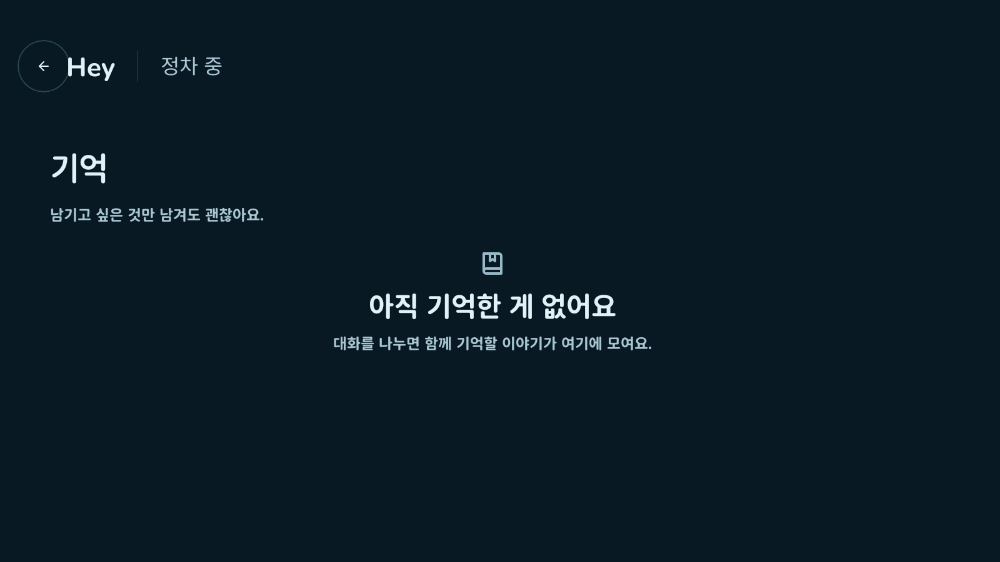 Hey 정차 중
기억
남기고 싶은 것만 남겨도 괜찮아요.
아직 기억한 게 없어요
대화를 나누면 함께 기억할 이야기가 여기에 모여요.